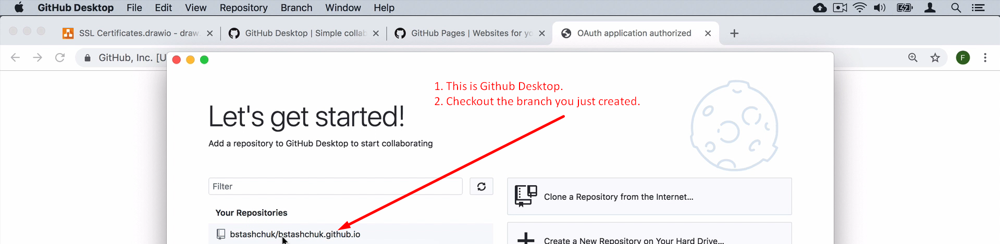 GitHub Desktop File Edit View Repository Branch Window Help
SSL Certificates.drawio - draw. GitHub Desktop | Simple collab GitHub Pages | Websites for yo OAuth application authorized
GitHub, Inc. [U F
1. This is Github Desktop.
2. Checkout the branch you just created.
Let's get started!
Add a repository to GitHub Desktop to start collaborating
Filter
Clone a Repository from the Internet...
Your Repositories
bstashchuk/bstashchuk.github.io
Create a New Repository on Your Hard Drive...